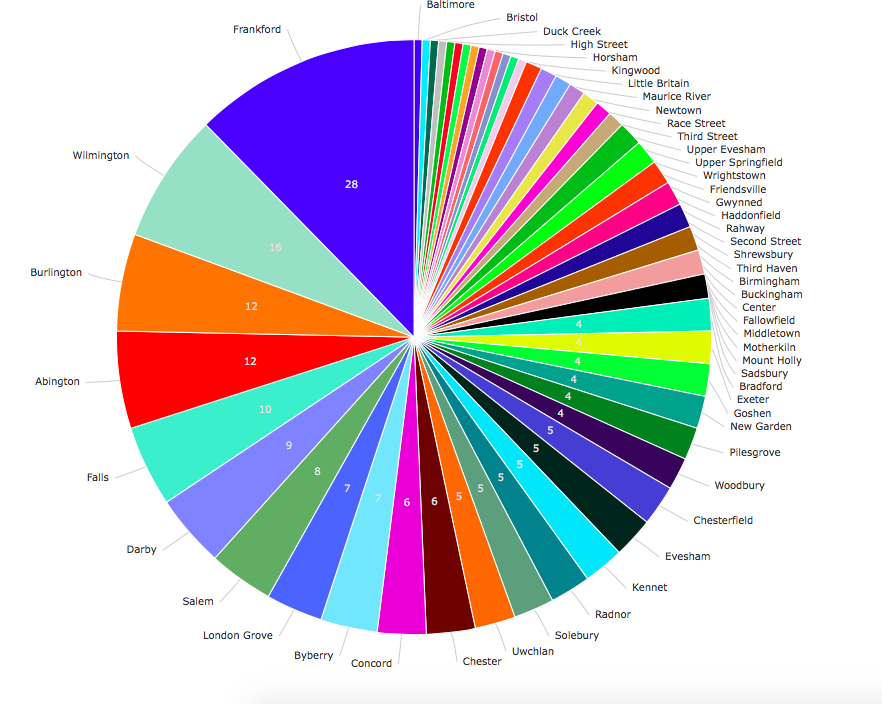 Baltimore
Bristol
Duck Creek
High Street
Horsham
Kingwood
Little Britain
Maurice River
Newtown
Race Street
Third Street
Upper Evesham
Upper Springfield
Wrightstown
Friendsville
Gwynned
Haddonfield
Rahway
Second Street
Shrewsbury
Third Haven
Birmingham
Buckingham
Center
Fallowfield
Middletown
Motherkiln
Mount Holly
Sadsbury
Bradford
Exeter
Goshen
New Garden
Pilesgrove
Woodbury
Chesterfield
Evesham
Kennet
Radnor
Solebury
Uwchlan
Chester
Concord
Byberry
London Grove
Salem
Darby
Falls
Abington
Burlington
Wilmington
Frankford
28
16
12
12
10
9
8
7
7
6
6
5
5
5
5
5
5
4
4
4
4
4
4